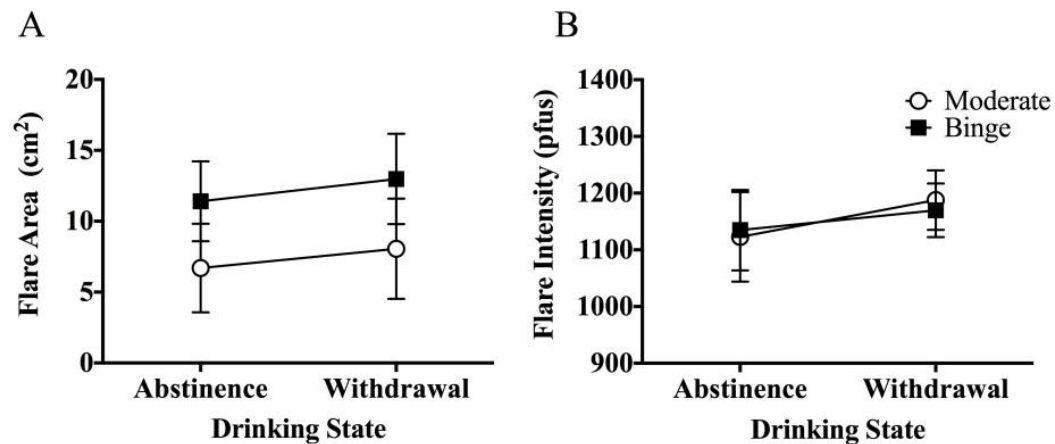 A
Flare Area (cm²)
20
15
10
5
0
Abstinence Withdrawal
Drinking State
B
Flare Intensity (pfus)
1400
1300
1200
1100
1000
900
Moderate
Binge
Abstinence Withdrawal
Drinking State